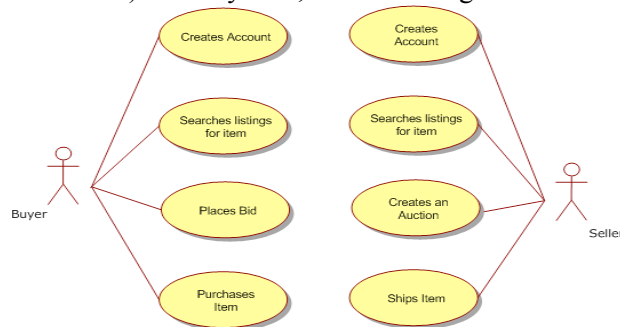 Creates Account
Creates
Account
Searches listings
for item
Searches listings
for item
Buyer
Places Bid
Creates an
Auction
Seller
Purchases
Item
Ships Item